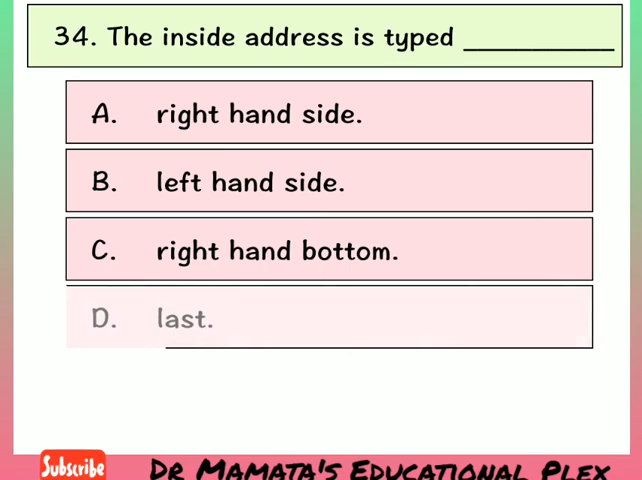 34. The inside address is typed __________
A. right hand side.
B. left hand side.
C. right hand bottom.
D. last.
Subscribe DR MAMATA'S EDUCATIONAL PLEX